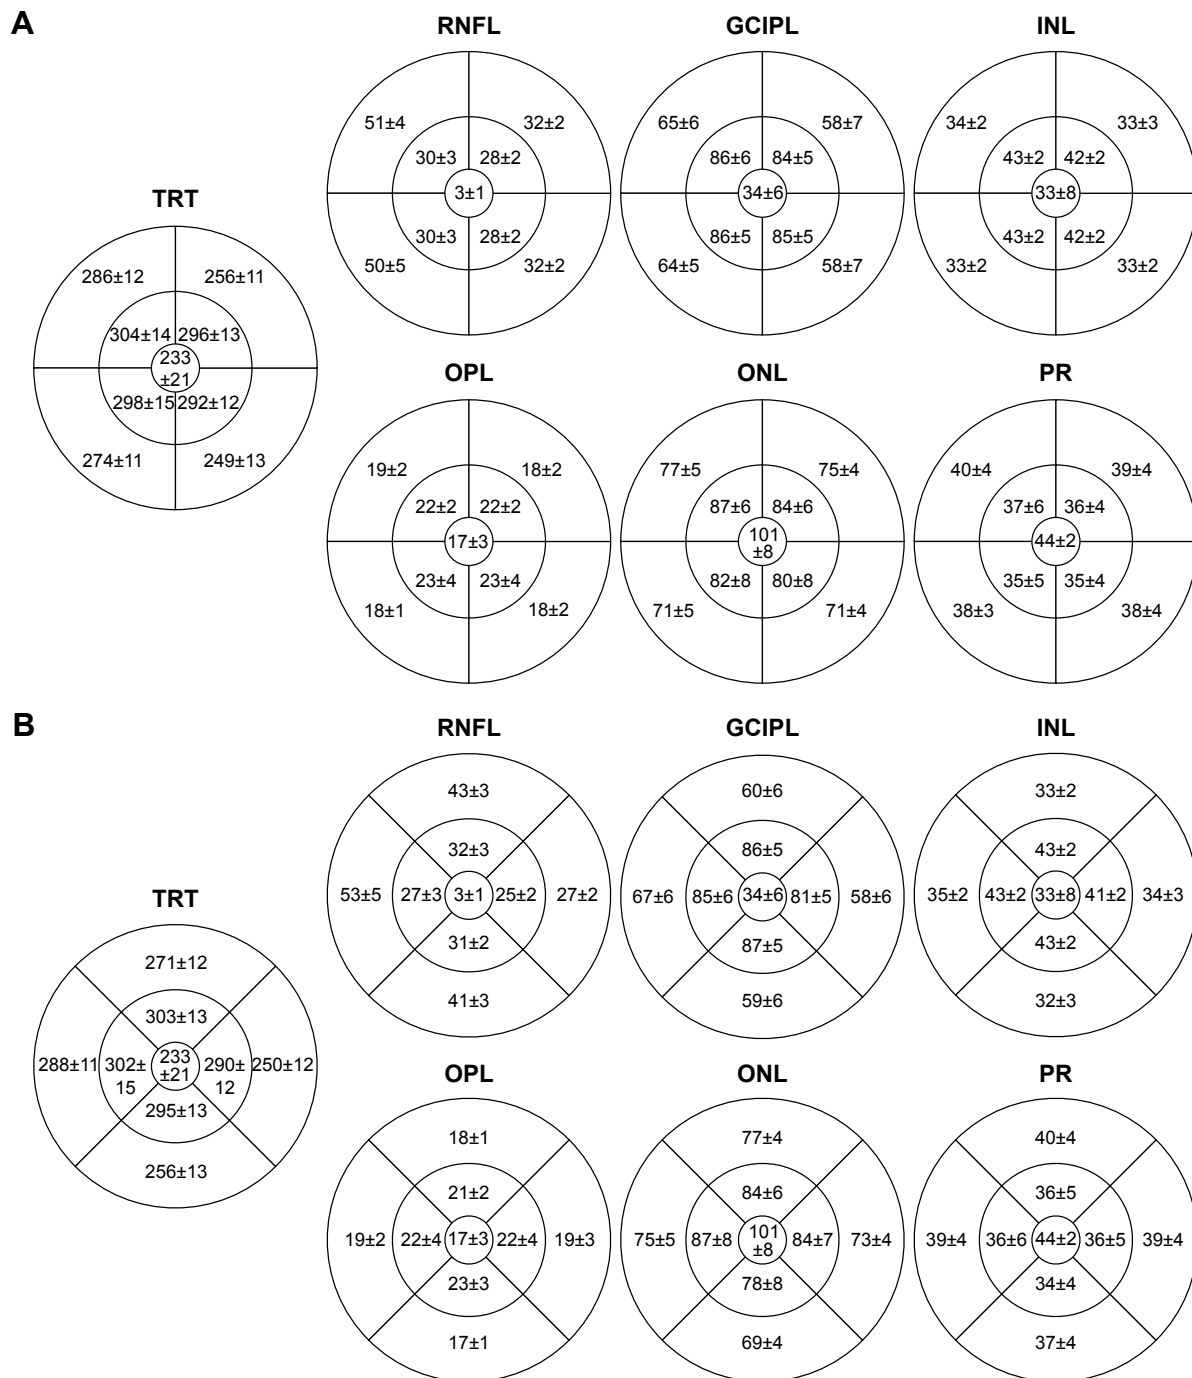 A
RNFL
GCIPL
INL
51±4 32±2
30±3 28±2
3±1
30±3 28±2
50±5 32±2
65±6 58±7
86±6 84±5
34±6
86±5 85±5
64±5 58±7
34±2 33±3
43±2 42±2
33±8
43±2 42±2
33±2 33±2
TRT
286±12 256±11
304±14 296±13
233
±21
298±15 292±12
274±11 249±13
OPL
ONL
PR
19±2 18±2
22±2 22±2
17±3
23±4 23±4
18±1 18±2
77±5 75±4
87±6 84±6
101
±8
82±8 80±8
71±5 71±4
40±4 39±4
37±6 36±4
44±2
35±5 35±4
38±3 38±4
B
RNFL
GCIPL
INL
43±3
32±3
53±5 27±3 3±1 25±2 27±2
31±2
41±3
60±6
86±5
67±6 85±6 34±6 81±5 58±6
87±5
59±6
33±2
43±2
35±2 43±2 33±8 41±2 34±3
43±2
32±3
TRT
271±12
303±13
288±11 302± 233 290± 250±12
15 ±21 12
295±13
256±13
OPL
ONL
PR
18±1
21±2
19±2 22±4 17±3 22±4 19±3
23±3
17±1
77±4
84±6
75±5 87±8 101 84±7 73±4
±8
78±8
69±4
40±4
36±5
39±4 36±6 44±2 36±5 39±4
34±4
37±4